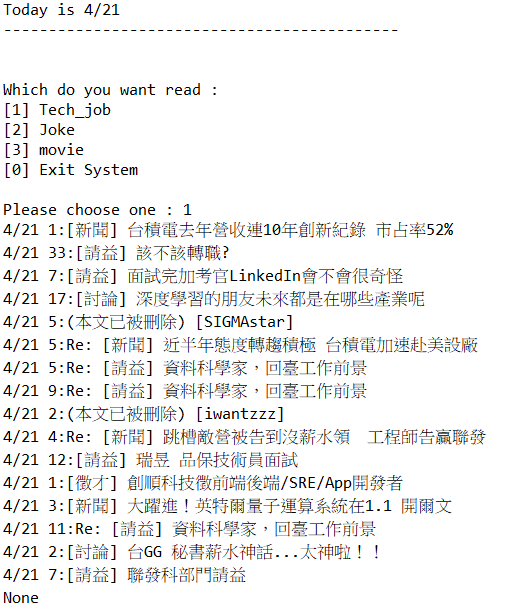 Today is 4/21
--------------------------------------------
Which do you want read :
[1] Tech_job
[2] Joke
[3] movie
[0] Exit System
Please choose one : 1
4/21 1:[新聞] 台積電去年營收連10年創新紀錄 市占率52%
4/21 33:[請益] 該不該轉職?
4/21 7:[請益] 面試完加考官LinkedIn會不會很奇怪
4/21 17:[討論] 深度學習的朋友未來都是在哪些產業呢
4/21 5:(本文已被刪除) [SIGMAstar]
4/21 5:Re: [新聞] 近半年態度轉趨積極 台積電加速赴美設廠
4/21 5:Re: [請益] 資料科學家，回臺工作前景
4/21 9:Re: [請益] 資料科學家，回臺工作前景
4/21 2:(本文已被刪除) [iwantzzz]
4/21 4:Re: [新聞] 跳槽敵營被告到沒薪水領  工程師告贏聯發
4/21 12:[請益] 瑞昱 品保技術員面試
4/21 1:[徵才] 創順科技徵前端後端/SRE/App開發者
4/21 3:[新聞] 大躍進！英特爾量子運算系統在1.1 開爾文
4/21 11:Re: [請益] 資料科學家，回臺工作前景
4/21 2:[討論] 台GG 秘書薪水神話...太神啦！！
4/21 7:[請益] 聯發科部門請益
None